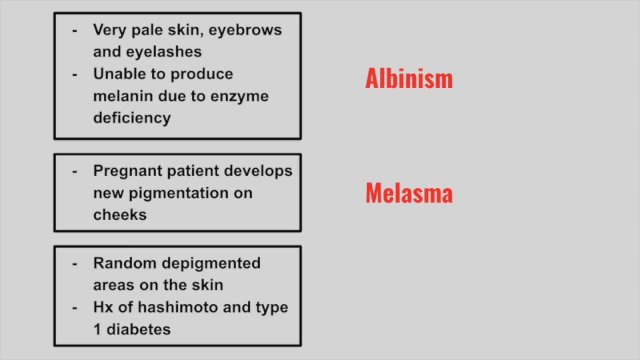 - Very pale skin, eyebrows
and eyelashes
- Unable to produce
melanin due to enzyme
deficiency
Albinism
- Pregnant patient develops
new pigmentation on
cheeks
Melasma
- Random depigmented
areas on the skin
- Hx of hashimoto and type
1 diabetes